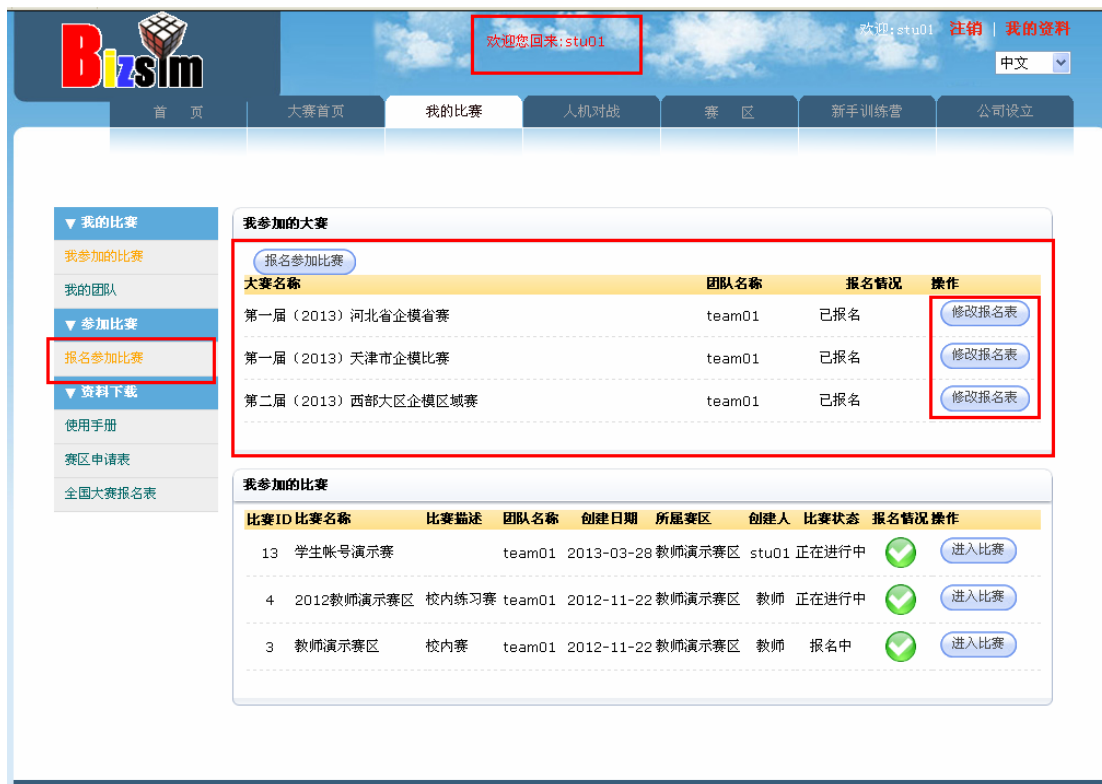 Bizsim
欢迎您回来:stu01
欢迎:stu01 注销 | 我的资料
中文
首 页 大赛首页 我的比赛 人机对战 赛 区 新手训练营 公司设立
▼ 我的比赛
我参加的比赛
我的团队
▼ 参加比赛
报名参加比赛
▼ 资料下载
使用手册
赛区申请表
全国大赛报名表
我参加的大赛
报名参加比赛
大赛名称 团队名称 报名情况 操作
第一届（2013）河北省企模省赛 team01 已报名 修改报名表
第一届（2013）天津市企模比赛 team01 已报名 修改报名表
第二届（2013）西部大区企模区域赛 team01 已报名 修改报名表
我参加的比赛
比赛ID 比赛名称 比赛描述 团队名称 创建日期 所属赛区 创建人 比赛状态 报名情况 操作
13 学生帐号演示赛 team01 2013-03-28 教师演示赛区 stu01 正在进行中 进入比赛
4 2012教师演示赛区 校内练习赛 team01 2012-11-22 教师演示赛区 教师 正在进行中 进入比赛
3 教师演示赛区 校内赛 team01 2012-11-22 教师演示赛区 教师 报名中 进入比赛